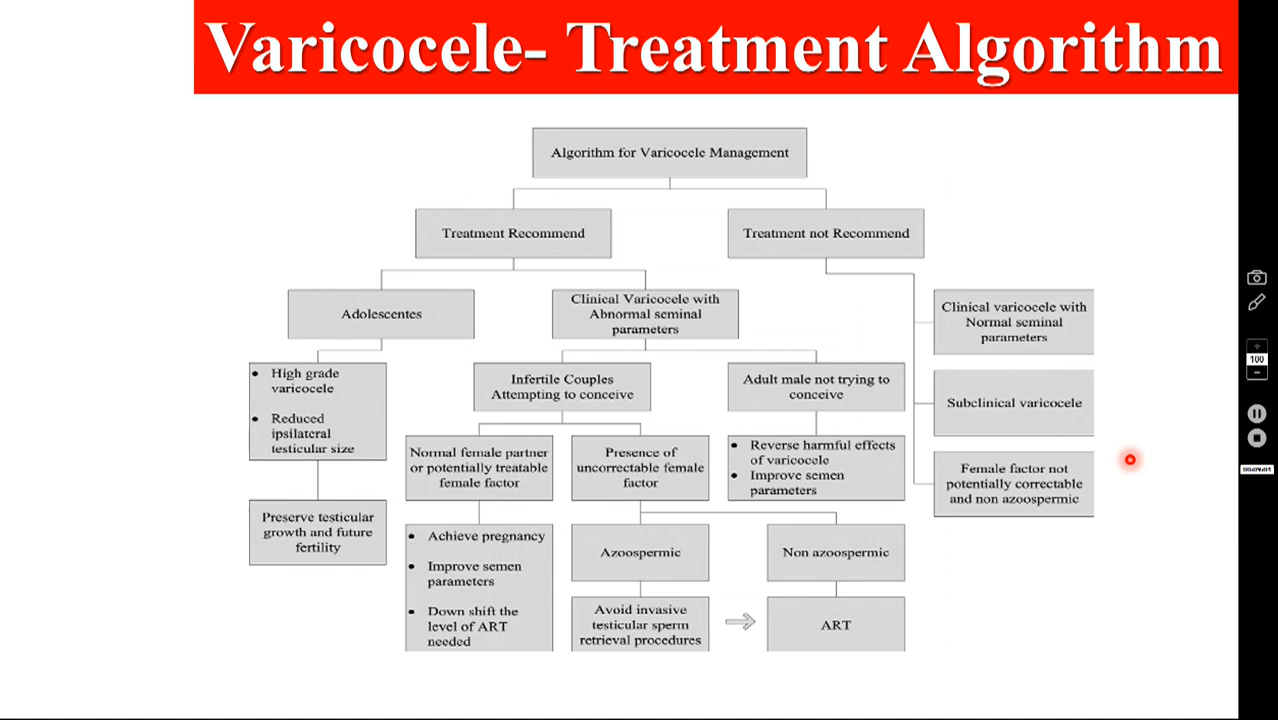 Varicocele- Treatment Algorithm
Algorithm for Varicocele Management
Treatment Recommend
Treatment not Recommend
Adolescentes
Clinical Varicocele with
Abnormal seminal
parameters
Clinical varicocele with
Normal seminal
parameters
• High grade
varicocele
• Reduced
ipsilateral
testicular size
Infertile Couples
Attempting to conceive
Adult male not trying to
conceive
Subclinical varicocele
Normal female partner
or potentially treatable
female factor
Presence of
uncorrectable female
factor
• Reverse harmful effects
of varicocele
• Improve semen
parameters
Female factor not
potentially correctable
and non azoospermic
Preserve testicular
growth and future
fertility
• Achieve pregnancy
• Improve semen
parameters
• Down shift the
level of ART
needed
Azoospermic
Non azoospermic
Avoid invasive
testicular sperm
retrieval procedures
ART
100